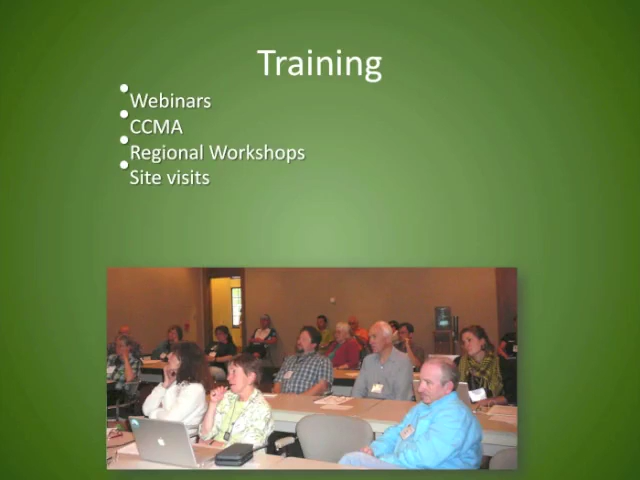 Training
• Webinars
• CCMA
• Regional Workshops
• Site visits